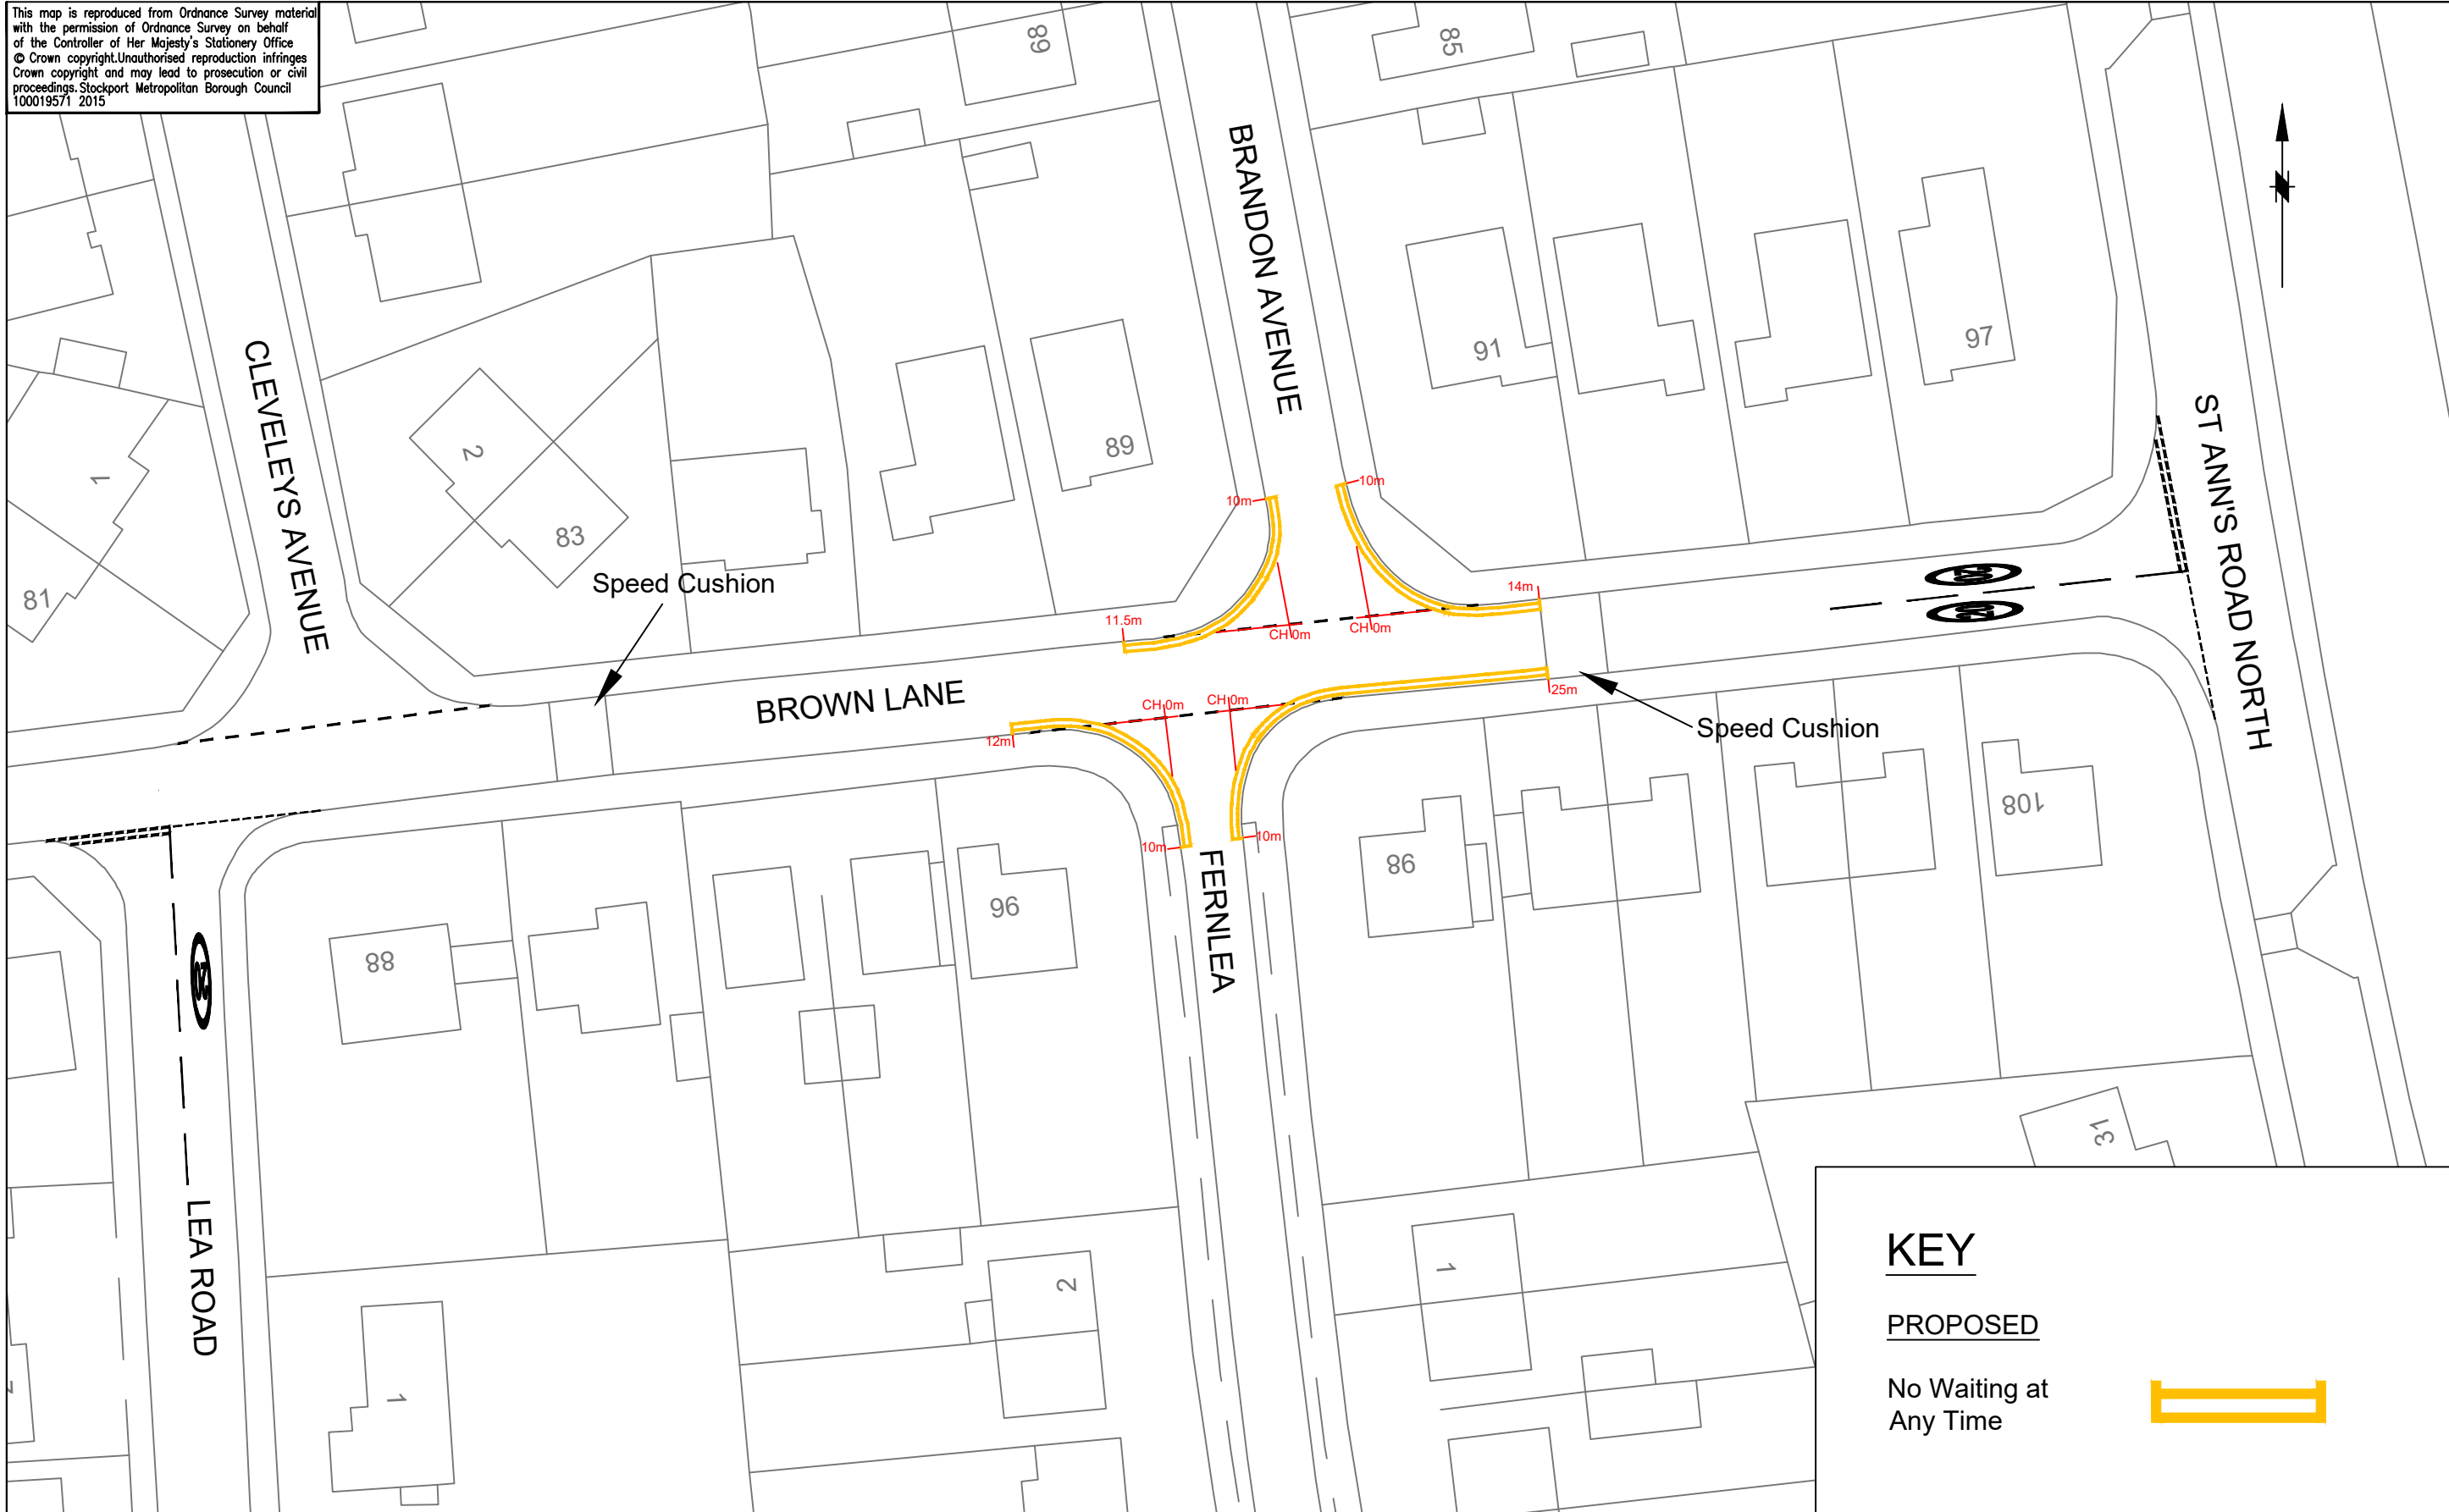 This map is reproduced from Ordnance Survey material
with the permission of Ordnance Survey on behalf
of the Controller of Her Majesty's Stationery Office
© Crown copyright.Unauthorised reproduction infringes
Crown copyright and may lead to prosecution or civil
proceedings. Stockport Metropolitan Borough Council
100019571 2015
89
85
BRANDON AVENUE
CLEVELEYS AVENUE
ST ANN'S ROAD NORTH
N
91
97
89
2
1
83
81
10m
10m
Speed Cushion
14m
11.5m
CH 0m
CH 0m
20
20
BROWN LANE
CH 0m
CH 0m
25m
12m
Speed Cushion
10m
10m
FERNLEA
108
98
96
88
20
LEA ROAD
31
2
1
1
KEY
PROPOSED
No Waiting at
Any Time